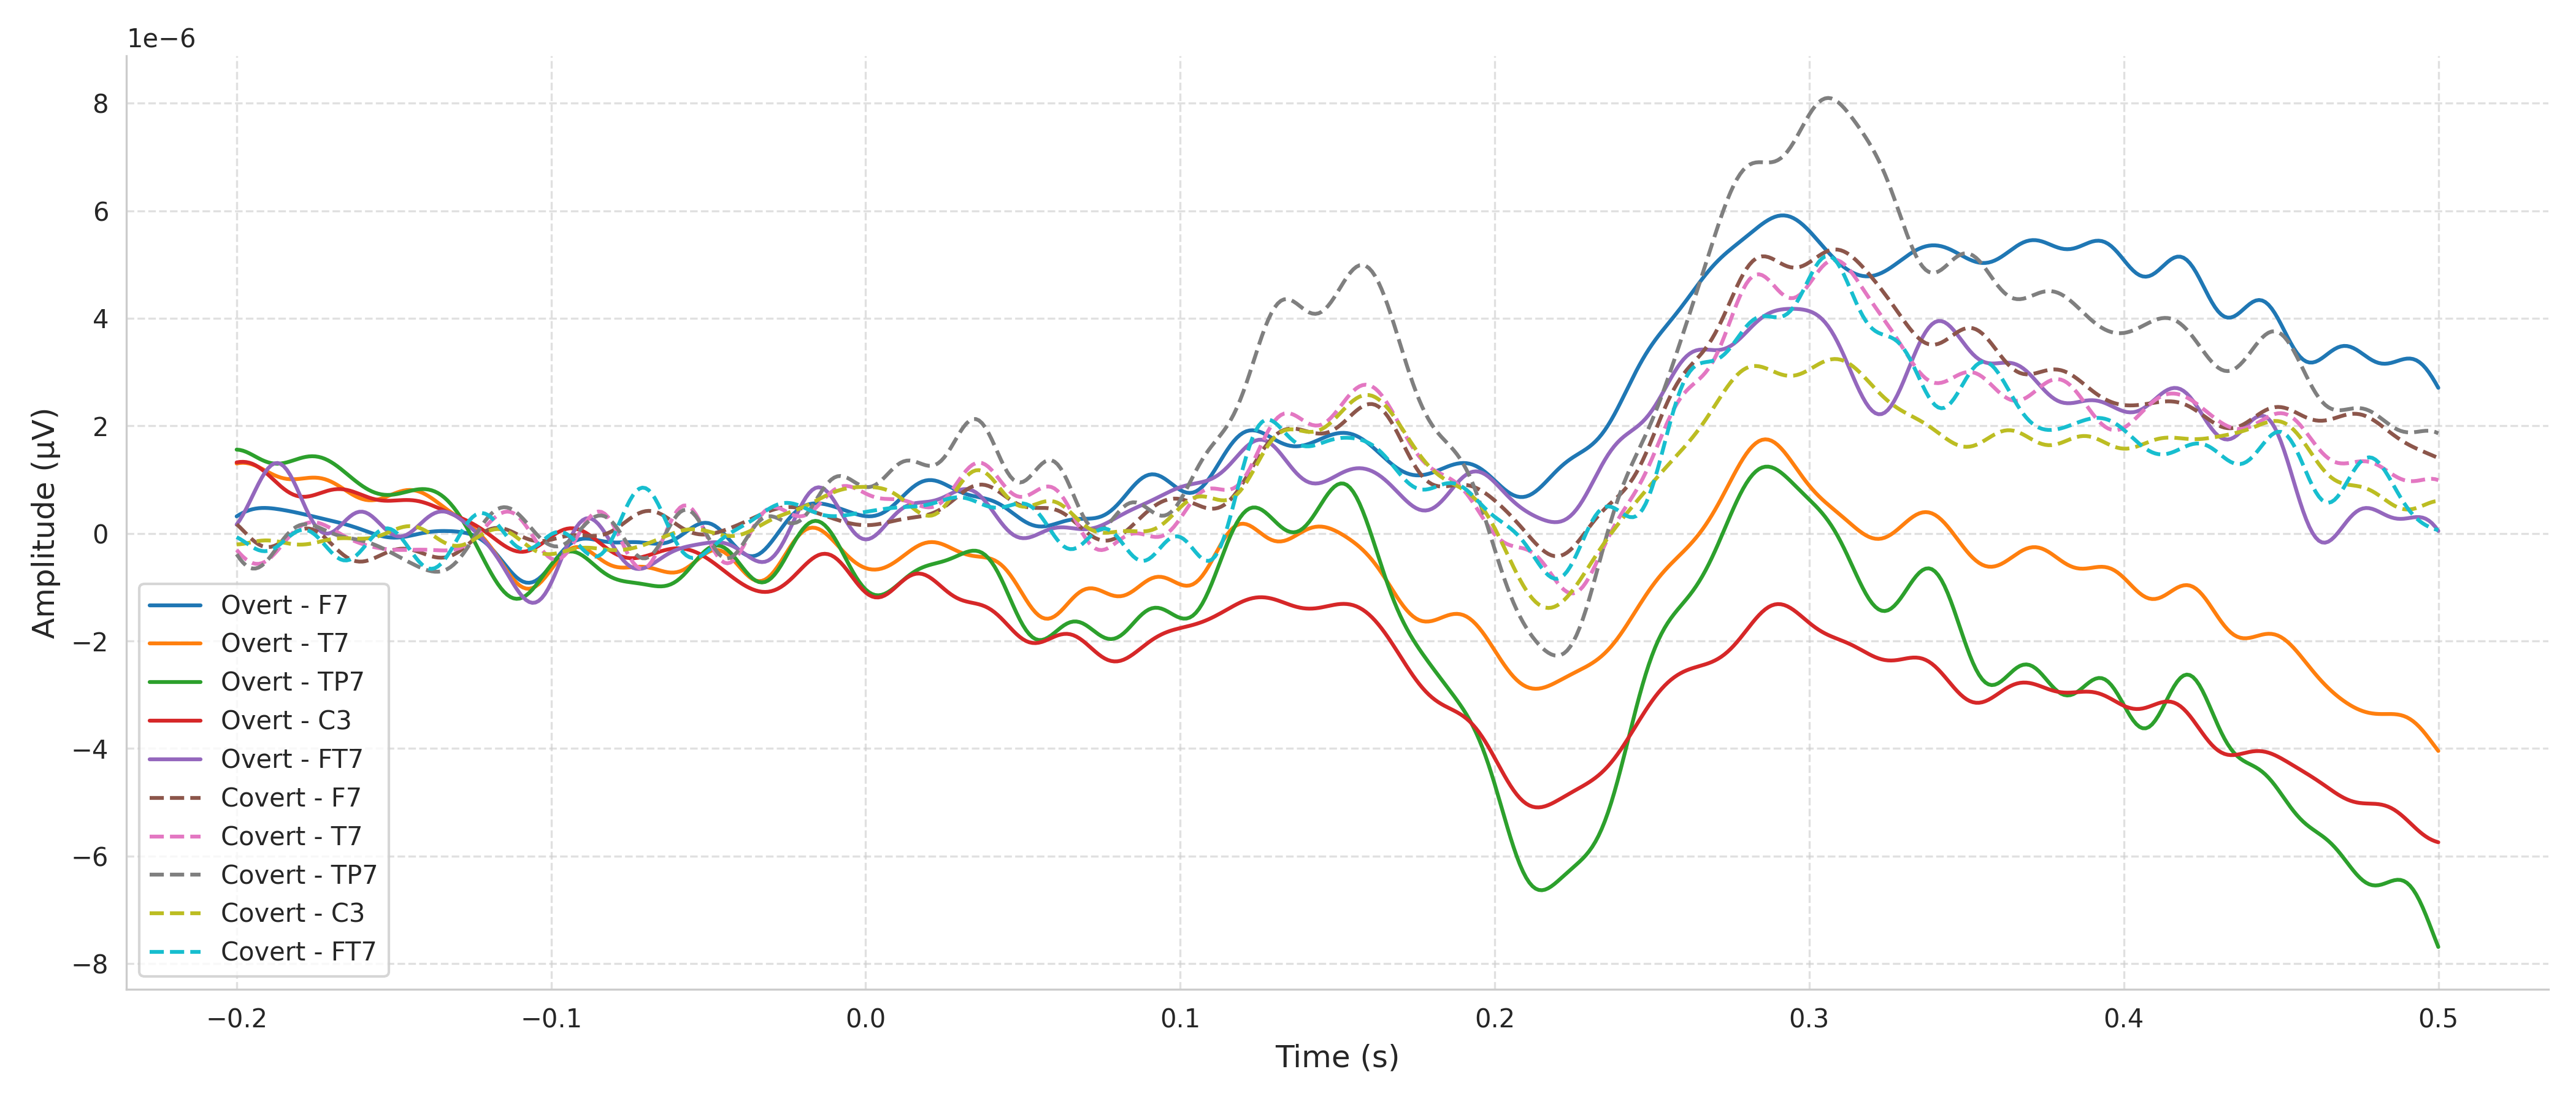 1e−6
8
6
4
2
0
−2
−4
−6
−8
Amplitude (µV)
Overt - F7
Overt - T7
Overt - TP7
Overt - C3
Overt - FT7
Covert - F7
Covert - T7
Covert - TP7
Covert - C3
Covert - FT7
−0.2 −0.1 0.0 0.1 0.2 0.3 0.4 0.5
Time (s)